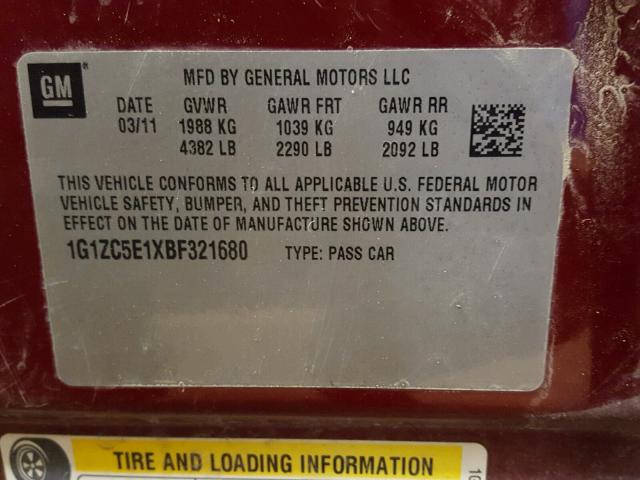 GM ®
MFD BY GENERAL MOTORS LLC
DATE GVWR GAWR FRT GAWR RR
03/11 1988 KG 1039 KG 949 KG
4382 LB 2290 LB 2092 LB
THIS VEHICLE CONFORMS TO ALL APPLICABLE U.S. FEDERAL MOTOR
VEHICLE SAFETY, BUMPER, AND THEFT PREVENTION STANDARDS IN
EFFECT ON THE DATE OF MANUFACTURE SHOWN ABOVE.
1G1ZC5E1XBF321680 TYPE: PASS CAR
TIRE AND LOADING INFORMATION